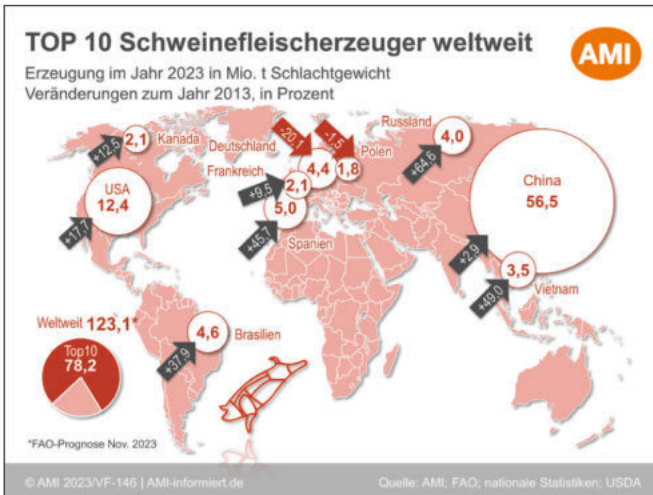 TOP 10 Schweinefleischerzeuger weltweit
AMI
Erzeugung im Jahr 2023 in Mio. t Schlachtgewicht
Veränderungen zum Jahr 2013, in Prozent
+12,5
2,1
Kanada
USA
12,4
+17,7
Deutschland
-20,1
4,4
-1,5
Polen
1,8
Frankreich
+9,5
2,1
5,0
+45,7
Spanien
Russland
4,0
+64,6
China
56,5
+2,9
3,5
+49,0
Vietnam
4,6
Brasilien
+37,9
Weltweit 123,1*
Top10
78,2
*FAO-Prognose Nov. 2023
© AMI 2023/VF-146 | AMI-informiert.de
Quelle: AMI; FAO; nationale Statistiken; USDA